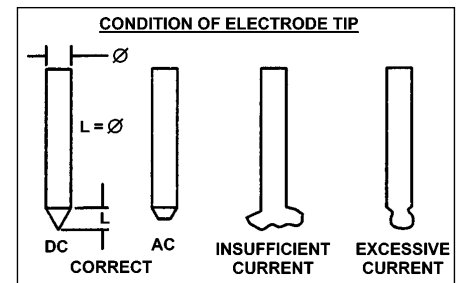 CONDITION OF ELECTRODE TIP
Ø
L = Ø
L
DC
AC
CORRECT
INSUFFICIENT
CURRENT
EXCESSIVE
CURRENT